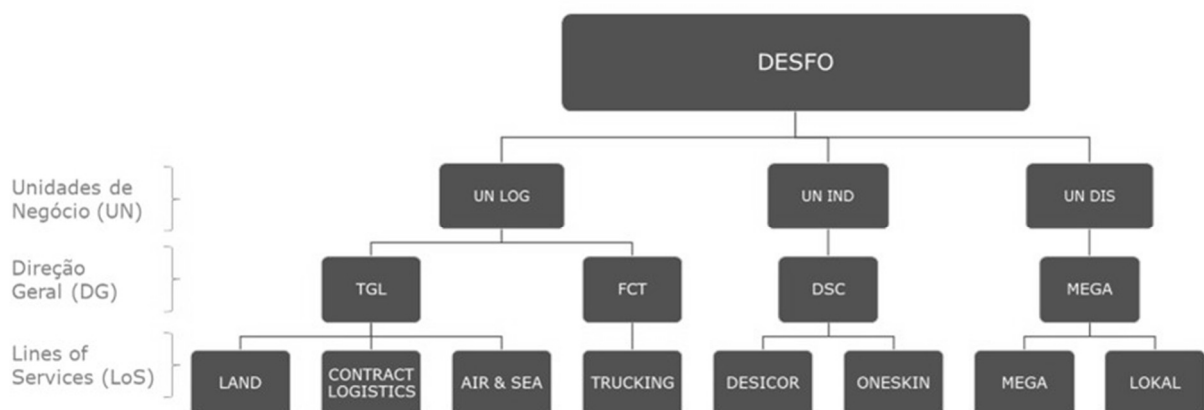 DESFO
Unidades de
Negócio (UN)
UN LOG
UN IND
UN DIS
Direção
Geral (DG)
TGL
FCT
DSC
MEGA
Lines of
Services (LoS)
LAND
CONTRACT
LOGISTICS
AIR & SEA
TRUCKING
DESICOR
ONESKIN
MEGA
LOKAL